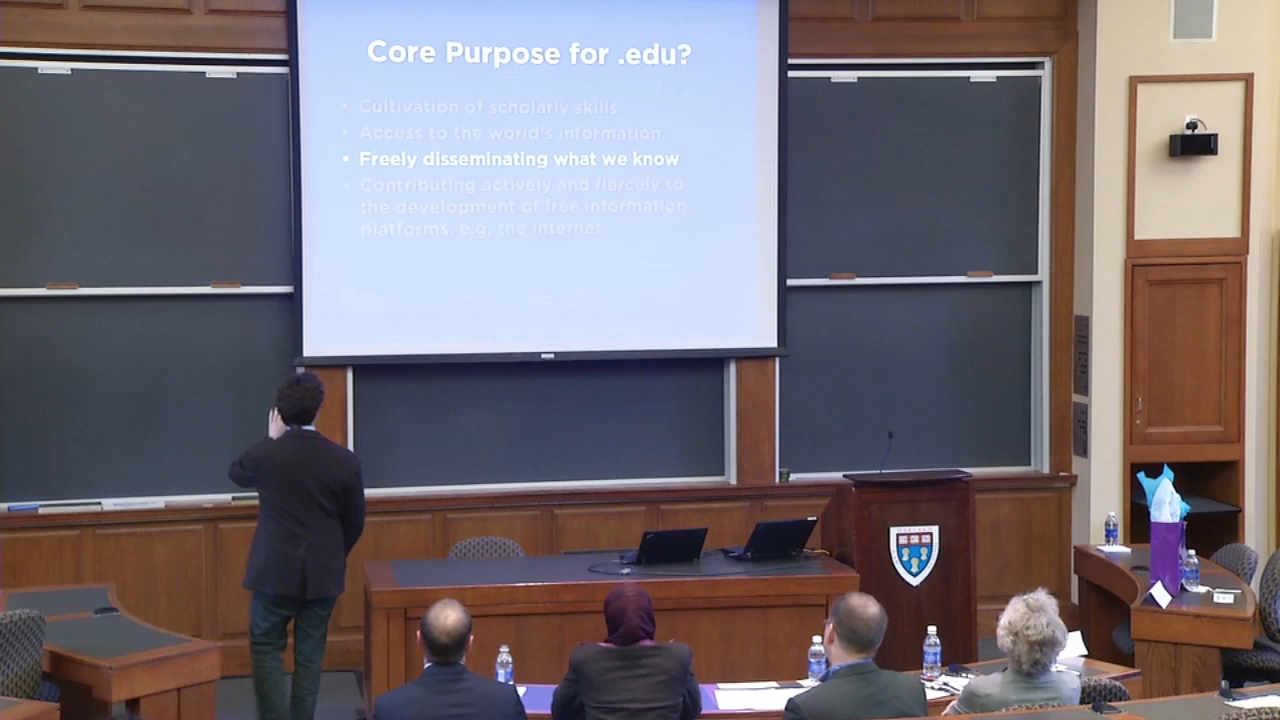 Core Purpose for .edu?
• Cultivation of scholarly skills
• Access to the world's information
• Freely disseminating what we know
• Contributing actively and fiercely to
the development of free information
platforms, e.g. the Internet
HARVARD